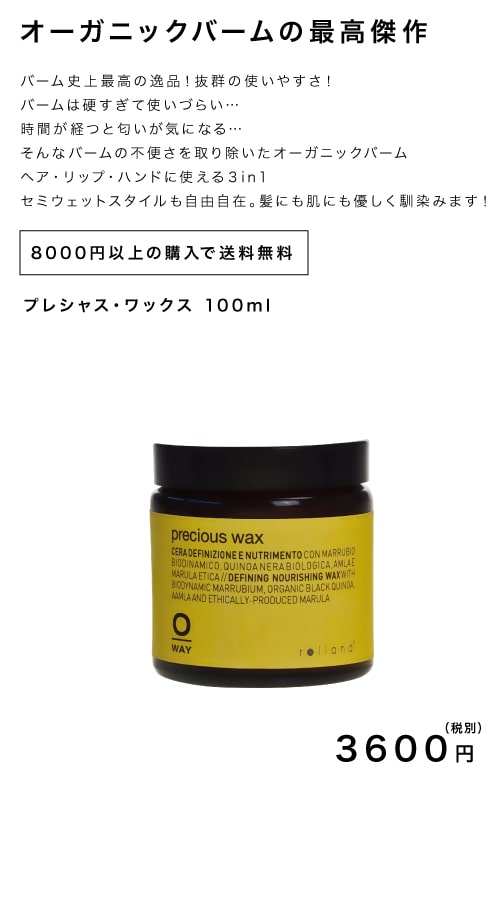 オーガニックバームの最高傑作
バーム史上最高の逸品！抜群の使いやすさ！
バームは硬すぎて使いづらい…
時間が経つと匂いが気になる…
そんなバームの不便さを取り除いたオーガニックバーム
ヘア・リップ・ハンドに使える3in1
セミウェットスタイルも自由自在。髪にも肌にも優しく馴染みます！
8000円以上の購入で送料無料
プレシャス・ワックス 100ml
precious wax
CERA DEFINIZIONE E NUTRIMENTO CON MARRUBIO
BIODINAMICO, QUINOA NERA BIOLOGICA, AMLA E
MARULA ETICA // DEFINING NOURISHING WAX WITH
BIODYNAMIC MARRUBIUM, ORGANIC BLACK QUINOA,
AAMLA AND ETHICALLY-PRODUCED MARULA
O
WAY
rolland
(税別)
3600円